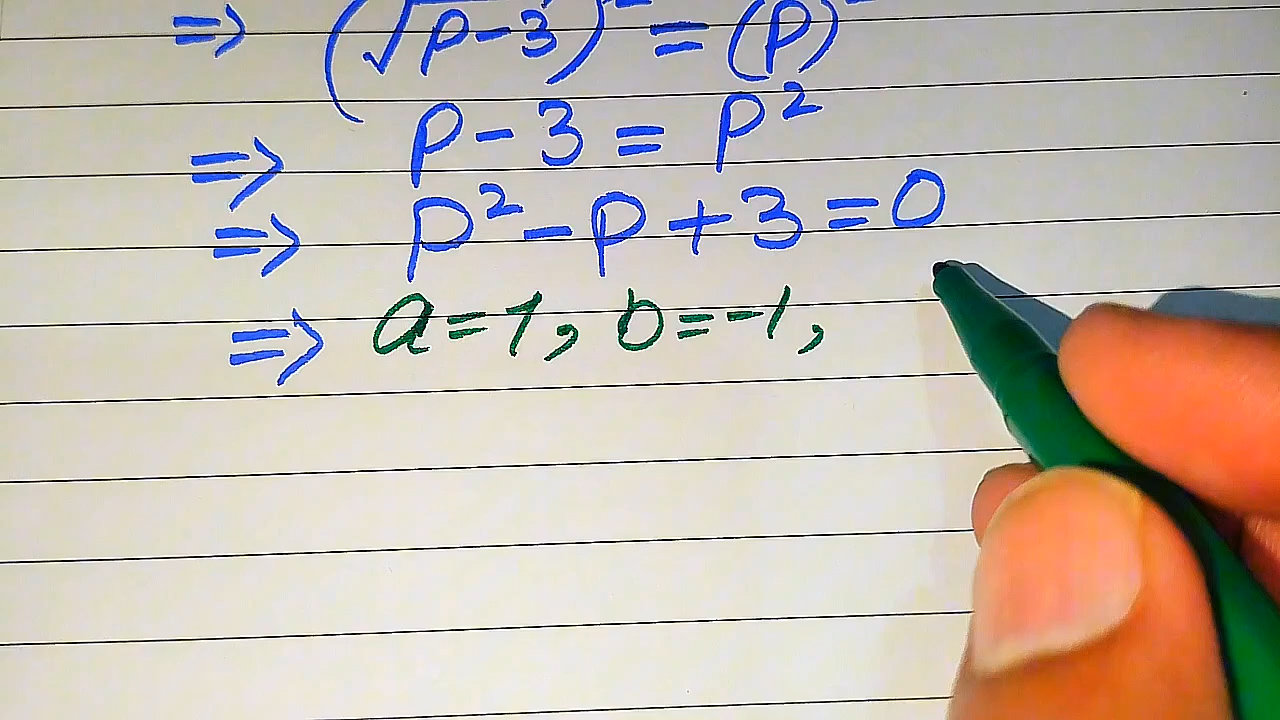 => (√p-3)² = (p)²
=> p-3 = p²
=> p²-p+3=0
=> a=1, b=-1,